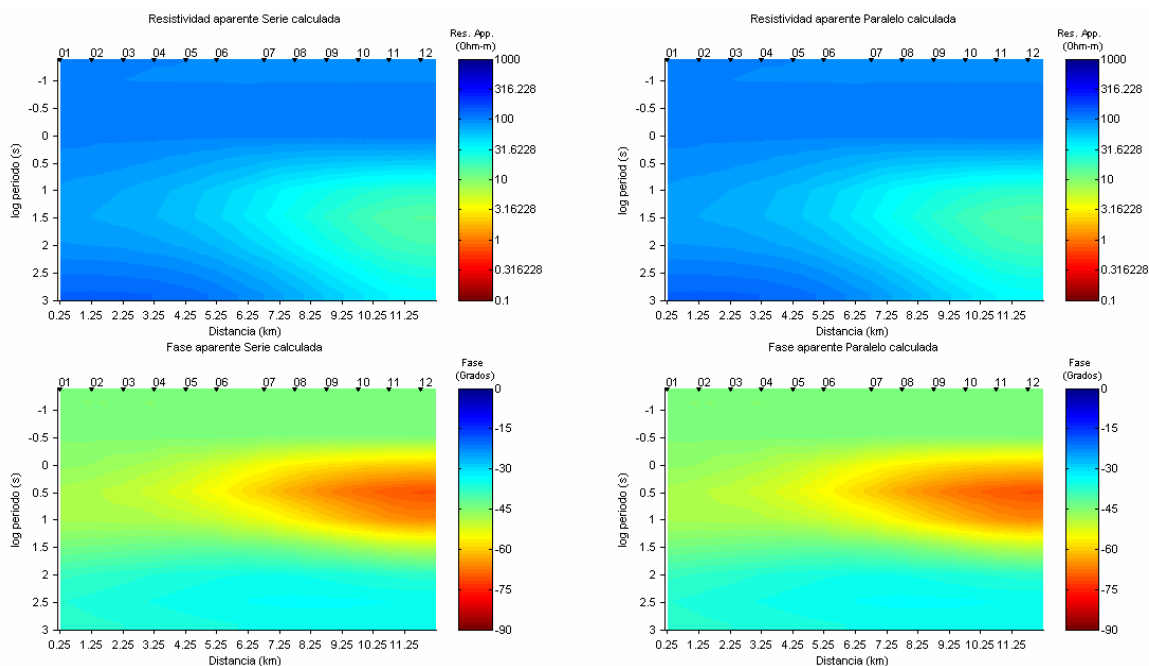 Resistividad aparente Serie calculada
Res. App.
(Ohm-m)
01 02 03 04 05 06 07 08 09 10 11 12
-1
-0.5
0
0.5
1
1.5
2
2.5
3
log periodo (s)
0.25 1.25 2.25 3.25 4.25 5.25 6.25 7.25 8.25 9.25 10.25 11.25
Distancia (km)
1000
316.228
100
31.6228
10
3.16228
1
0.316228
0.1
Resistividad aparente Paralelo calculada
Res. App.
(Ohm-m)
01 02 03 04 05 06 07 08 09 10 11 12
-1
-0.5
0
0.5
1
1.5
2
2.5
3
log period (s)
0.25 1.25 2.25 3.25 4.25 5.25 6.25 7.25 8.25 9.25 10.25 11.25
Distancia (km)
1000
316.228
100
31.6228
10
3.16228
1
0.316228
0.1
Fase aparente Serie calculada
Fase
(Grados)
01 02 03 04 05 06 07 08 09 10 11 12
-1
-0.5
0
0.5
1
1.5
2
2.5
3
log periodo (s)
0.25 1.25 2.25 3.25 4.25 5.25 6.25 7.25 8.25 9.25 10.25 11.25
Distancia (km)
0
-15
-30
-45
-60
-75
-90
Fase aparente Paralelo calculada
Fase
(Grados)
01 02 03 04 05 06 07 08 09 10 11 12
-1
-0.5
0
0.5
1
1.5
2
2.5
3
log periodo (s)
0.25 1.25 2.25 3.25 4.25 5.25 6.25 7.25 8.25 9.25 10.25 11.25
Distancia (km)
0
-15
-30
-45
-60
-75
-90